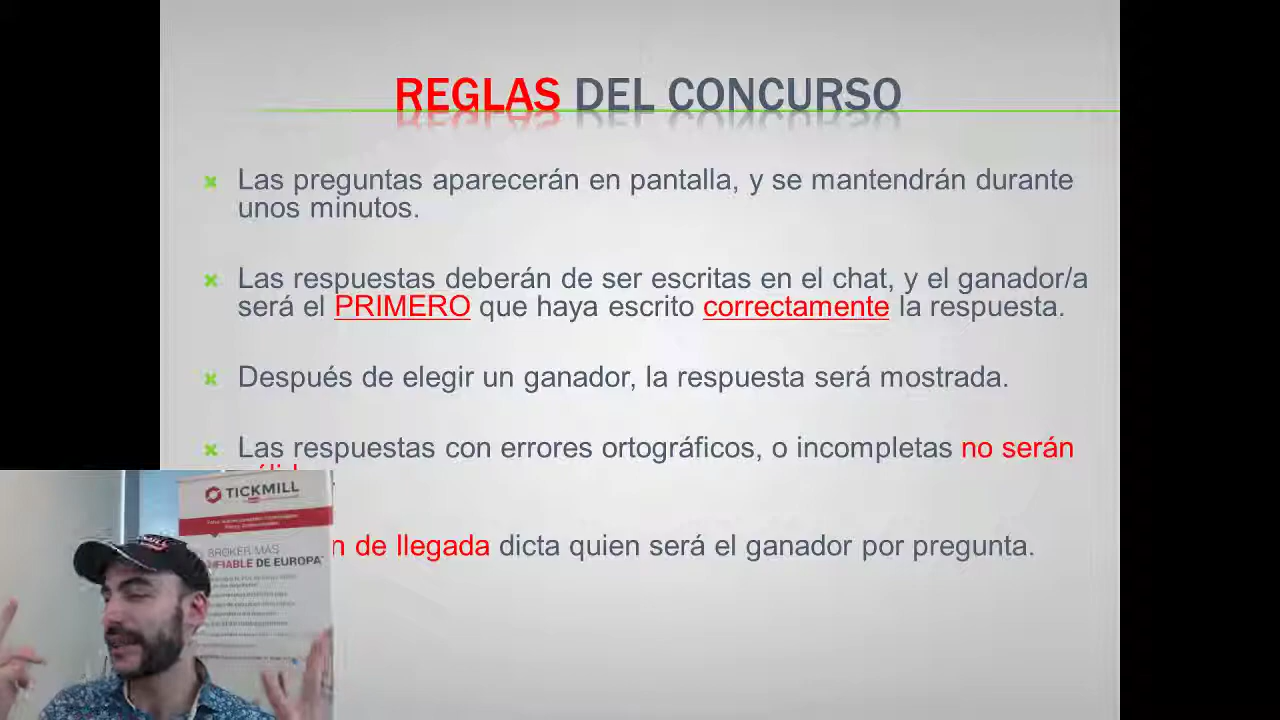 REGLAS DEL CONCURSO
Las preguntas aparecerán en pantalla, y se mantendrán durante
unos minutos.
Las respuestas deberán de ser escritas en el chat, y el ganador/a
será el PRIMERO que haya escrito correctamente la respuesta.
Después de elegir un ganador, la respuesta será mostrada.
Las respuestas con errores ortográficos, o incompletas no serán
n de llegada dicta quien será el ganador por pregunta.
TICKMILL
BROKER MÁS
FIABLE DE EUROPA